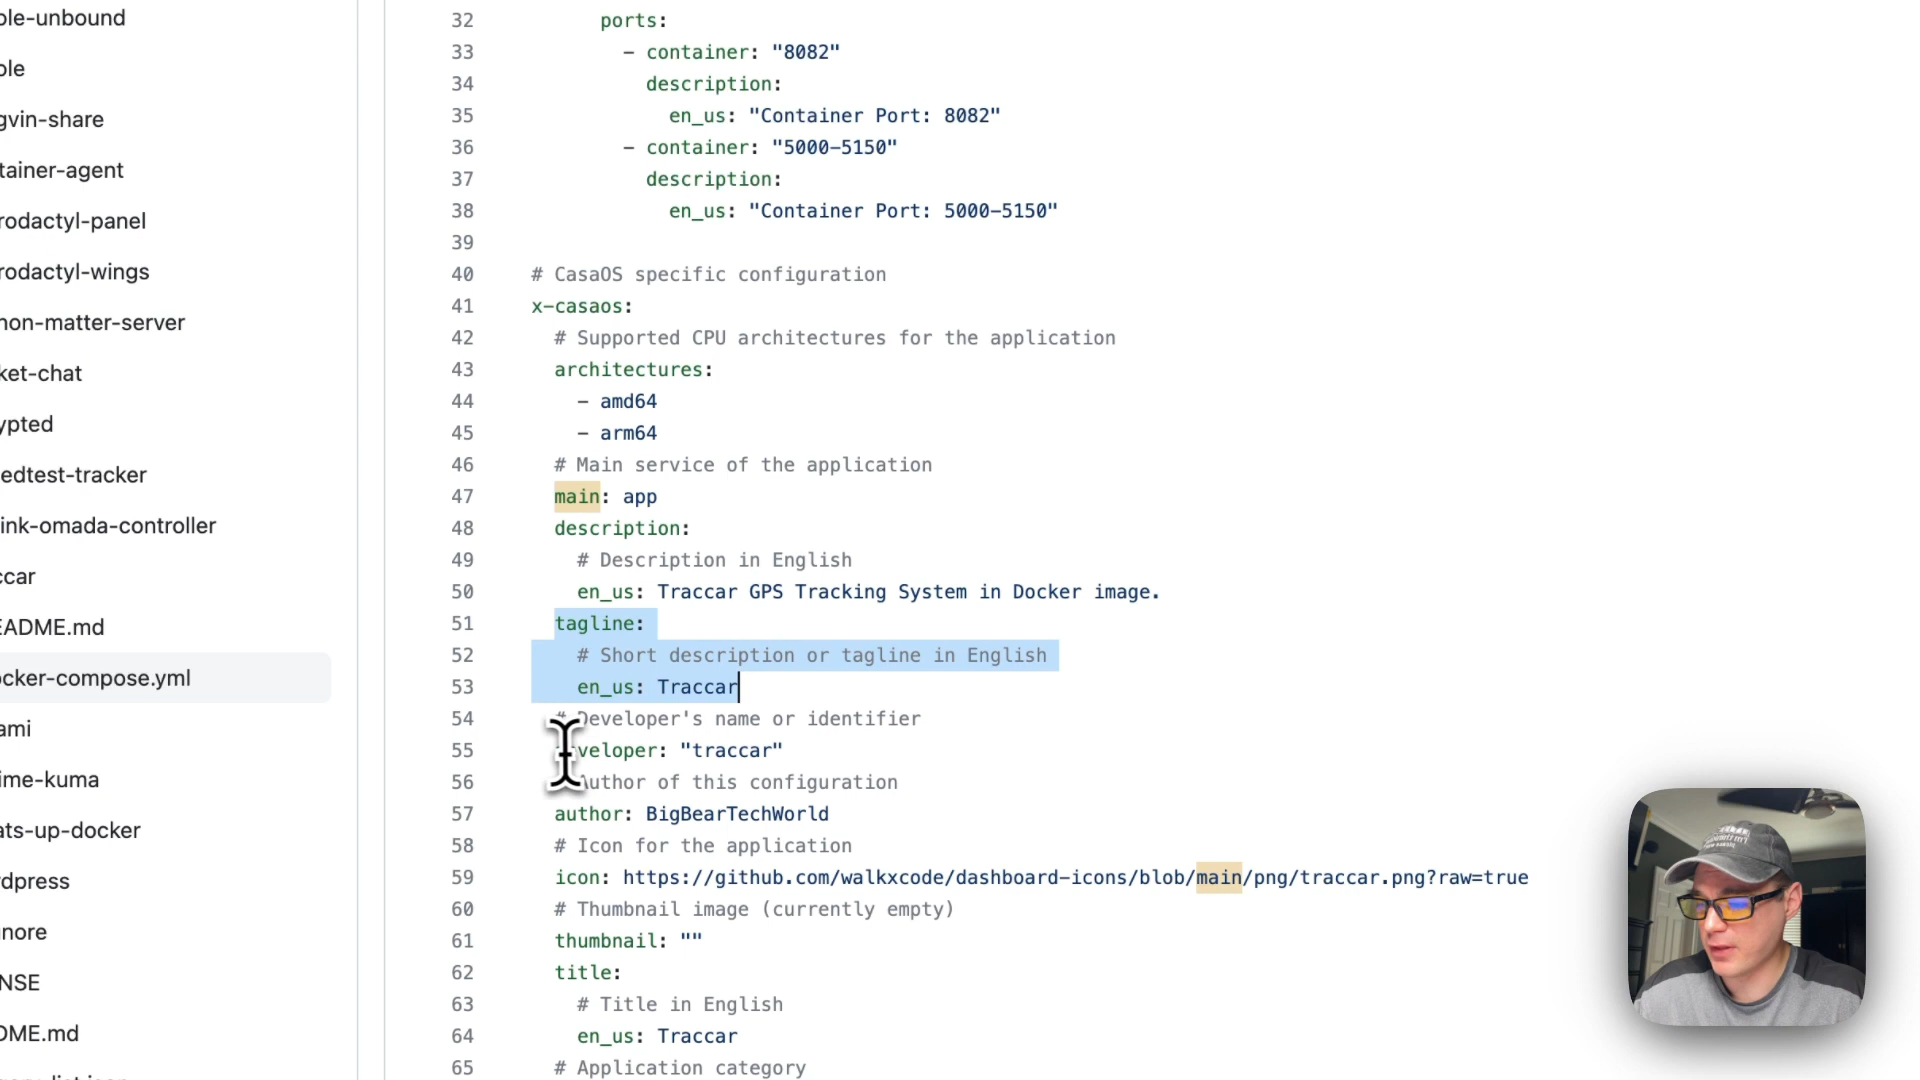 ole-unbound
ole
gvin-share
tainer-agent
rodactyl-panel
rodactyl-wings
hon-matter-server
ket-chat
ypted
edtest-tracker
ink-omada-controller
ccar
EADME.md
ocker-compose.yml
ami
ime-kuma
ats-up-docker
rdpress
nore
NSE
DME.md
32 ports:
33 - container: "8082"
34 description:
35 en_us: "Container Port: 8082"
36 - container: "5000-5150"
37 description:
38 en_us: "Container Port: 5000-5150"
39
40 # CasaOS specific configuration
41 x-casaos:
42 # Supported CPU architectures for the application
43 architectures:
44 - amd64
45 - arm64
46 # Main service of the application
47 main: app
48 description:
49 # Description in English
50 en_us: Traccar GPS Tracking System in Docker image.
51 tagline:
52 # Short description or tagline in English
53 en_us: Traccar
54 # Developer's name or identifier
55 veloper: "traccar"
56 Author of this configuration
57 author: BigBearTechWorld
58 # Icon for the application
59 icon: https://github.com/walkxcode/dashboard-icons/blob/main/png/traccar.png?raw=true
60 # Thumbnail image (currently empty)
61 thumbnail: ""
62 title:
63 # Title in English
64 en_us: Traccar
65 # Application category